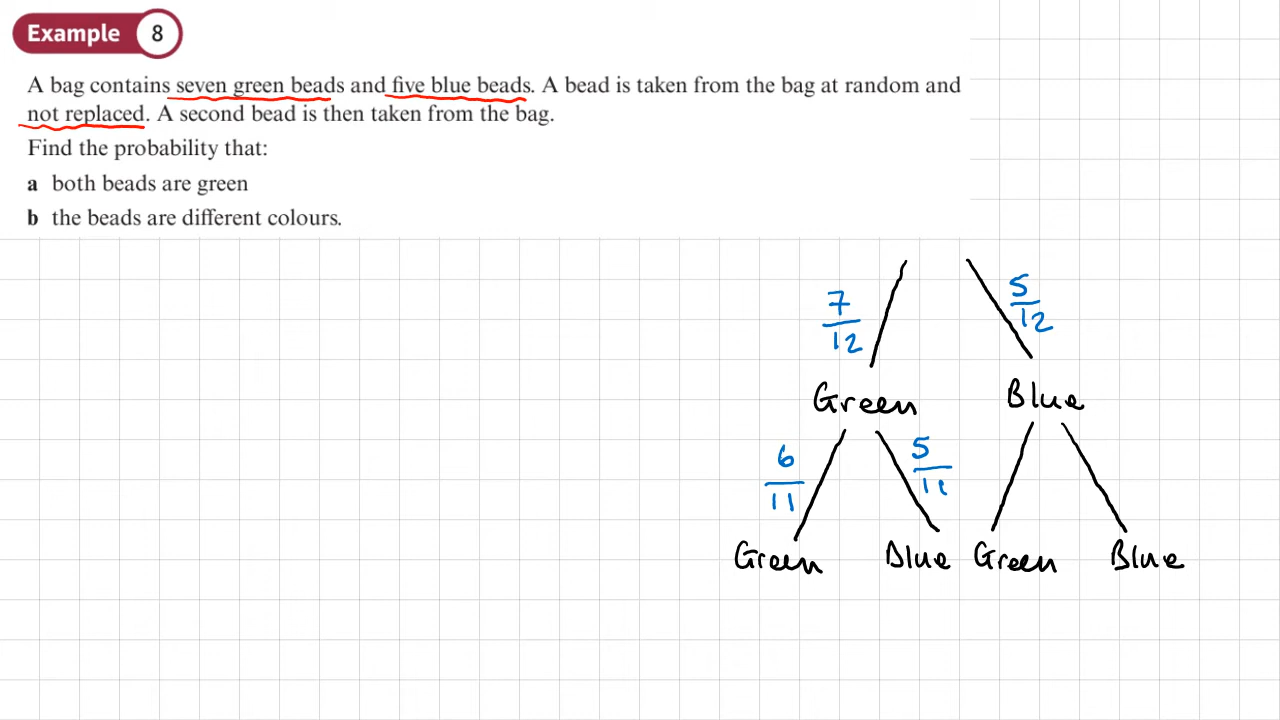 Example 8
A bag contains seven green beads and five blue beads. A bead is taken from the bag at random and
not replaced. A second bead is then taken from the bag.
Find the probability that:
a both beads are green
b the beads are different colours.
7/12 5/12
Green Blue
6/11 5/11
Green Blue Green Blue